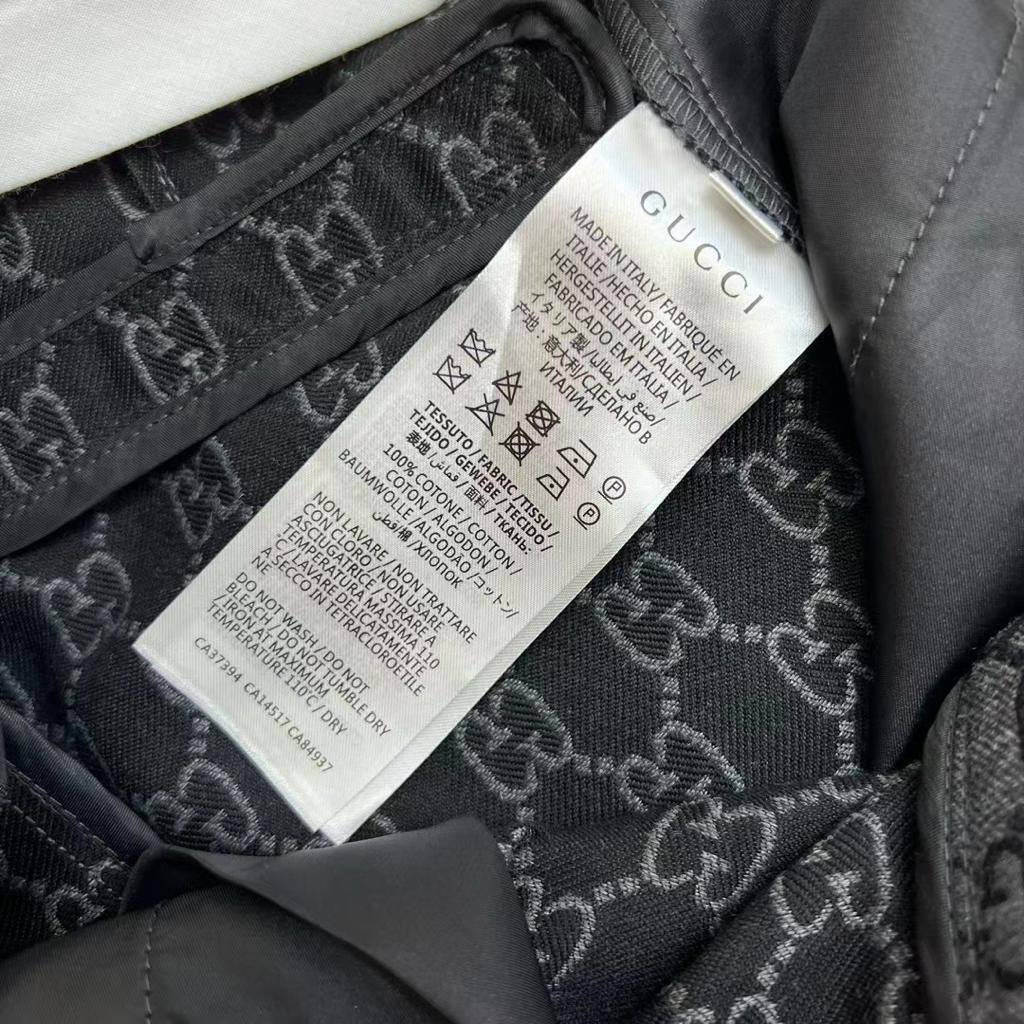 GUCCI
MADE IN ITALY/ FABRIQUÉ EN
ITALIE /HECHO EN ITALIA /
HERGESTELLT IN ITALIEN/
FABRICADO EM ITALIA /
イタリア製 /صنع في إيطاليا/
产地：意大利/СДЕЛАНО В
ИТАЛИИ
P
P
TESSUTO / FABRIC /TISSU/
TEJIDO / GEWEBE / TECIDO /
表地/ قماش / 面料 / ТКАНЬ:
100% COTONE, COTTON /
COTON / ALGODON /
BAUMWOLLE /ALGODÃO /コットン/
قطن/棉 /ХЛОПОК
NON LAVARE / NON TRATTARE
CON CLORO / NON USARE
ASCIUGATRICE / STIRARE A
TEMPERATURA MASSIMA 110
A S/LAVARE DELICATAMENTE
NE. SECCO IN TETRACLOROETILE
DO NOT WASH / DO NOT
BLEACH / DO NOT TUMBLE DRY
/ IRON AT MAXIMUM
TEMPERATURE 110°C / DRY
CA37394 CA14517 CA84937